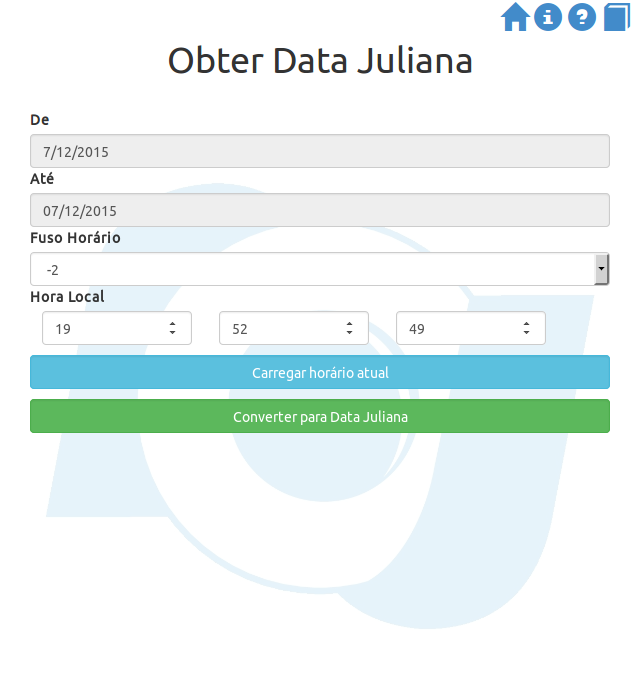 Obter Data Juliana
De
7/12/2015
Até
07/12/2015
Fuso Horário
-2
Hora Local
19 52 49
Carregar horário atual
Converter para Data Juliana